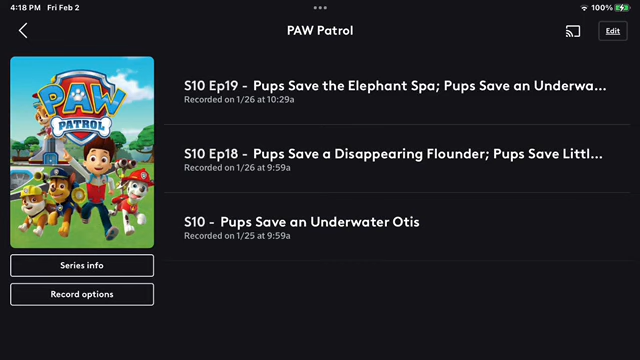 4:18 PM Fri Feb 2
100%
PAW Patrol
Edit
PAW
PATROL
S10 Ep19 - Pups Save the Elephant Spa; Pups Save an Underwa...
Recorded on 1/26 at 10:29a
S10 Ep18 - Pups Save a Disappearing Flounder; Pups Save Littl...
Recorded on 1/26 at 9:59a
S10 - Pups Save an Underwater Otis
Recorded on 1/25 at 9:59a
Series info
Record options